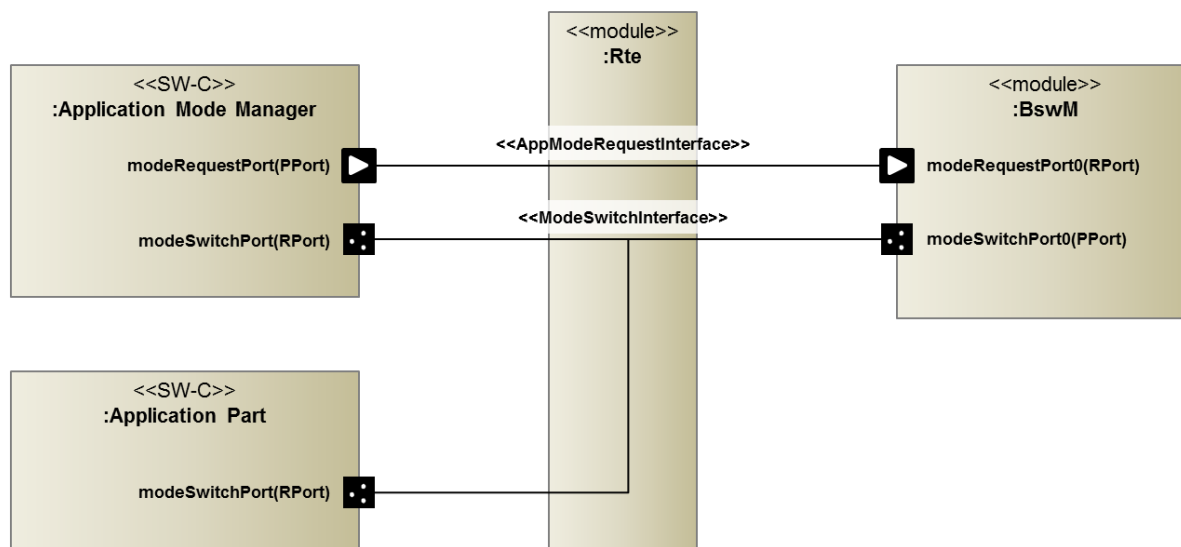 <<module>>
:Rte
<<SW-C>>
:Application Mode Manager
modeRequestPort(PPort)
modeSwitchPort(RPort)
<<AppModeRequestInterface>>
<<ModeSwitchInterface>>
<<module>>
:BswM
modeRequestPort0(RPort)
modeSwitchPort0(PPort)
<<SW-C>>
:Application Part
modeSwitchPort(RPort)